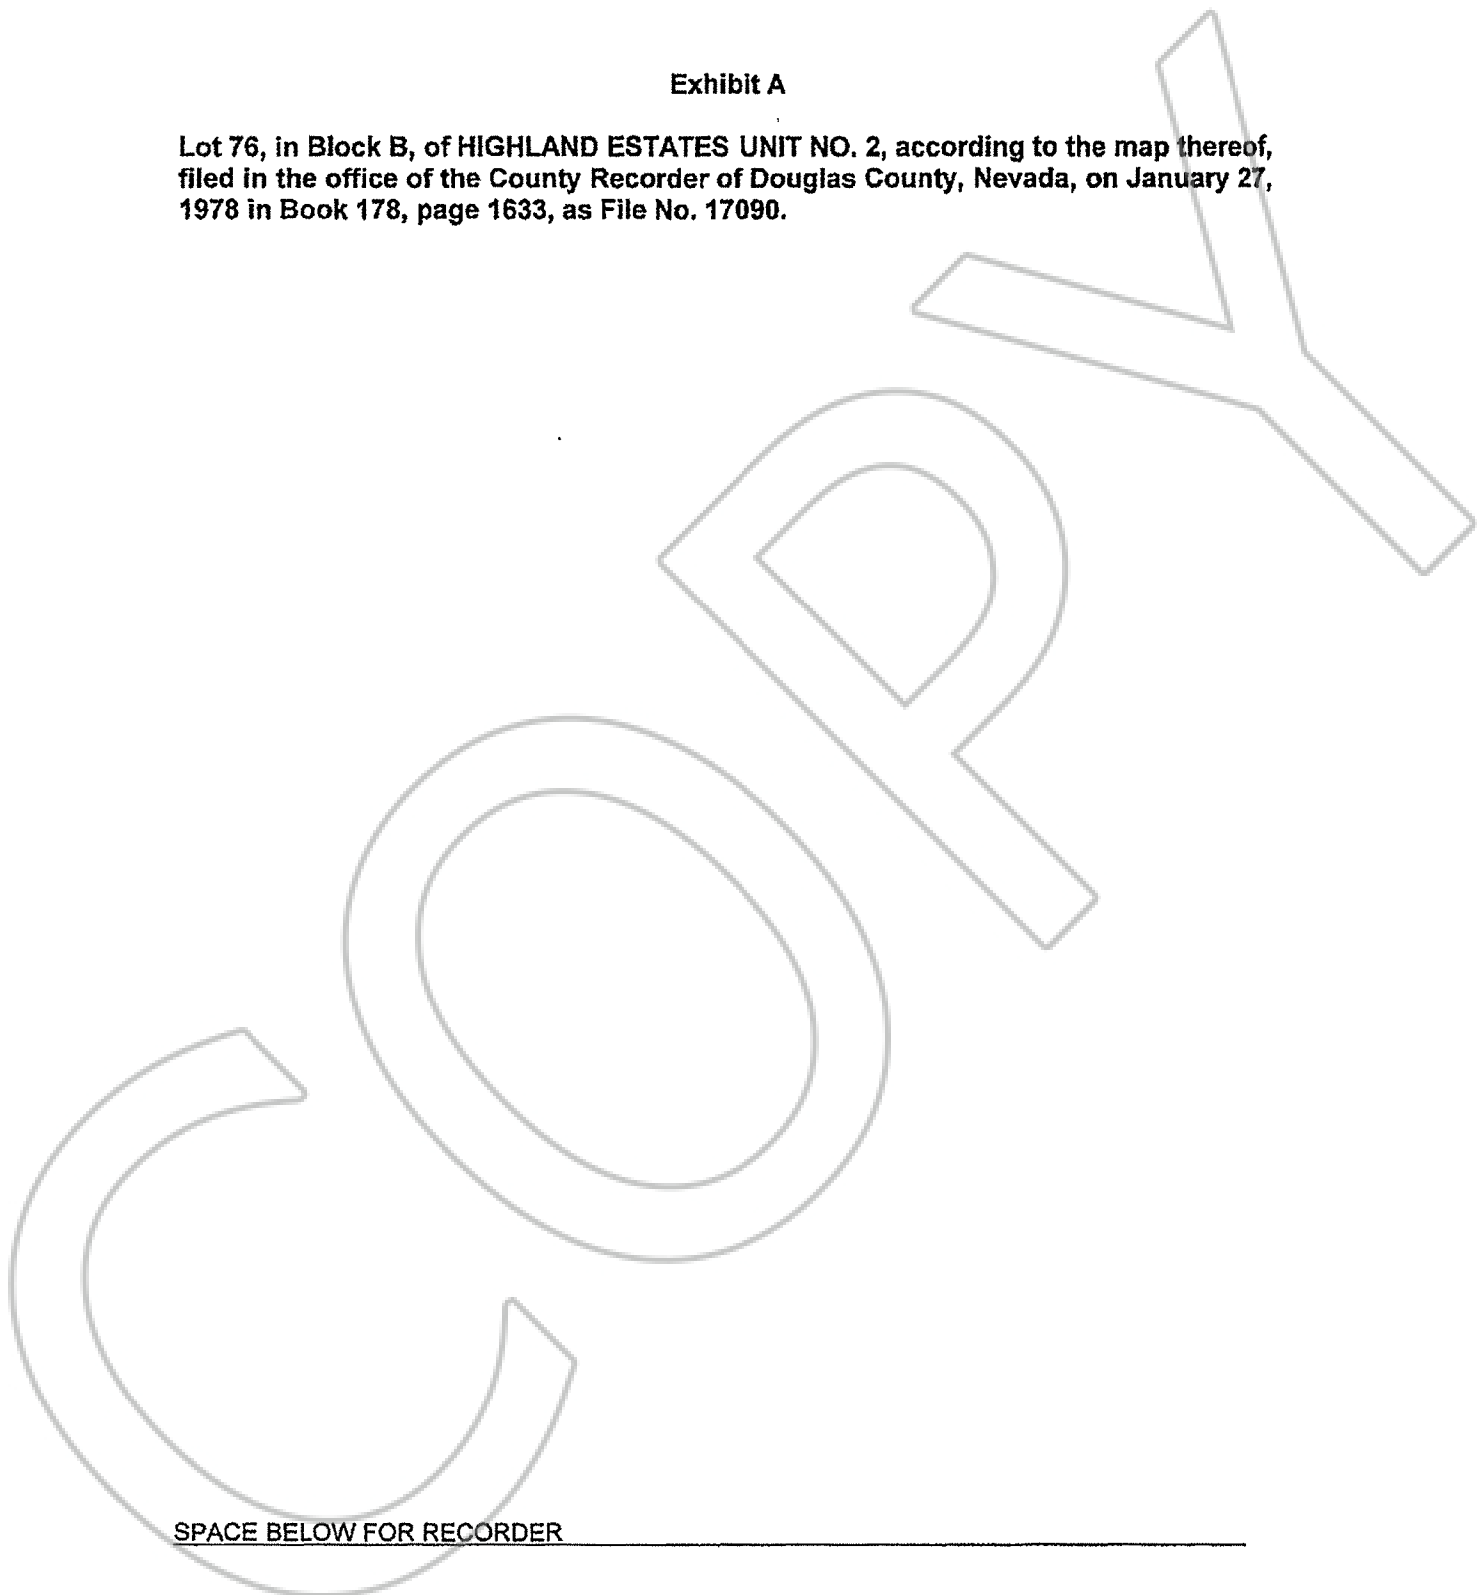 Exhibit A
Lot 76, in Block B, of HIGHLAND ESTATES UNIT NO. 2, according to the map thereof,
filed in the office of the County Recorder of Douglas County, Nevada, on January 27,
1978 in Book 178, page 1633, as File No. 17090.
COPY
SPACE BELOW FOR RECORDER